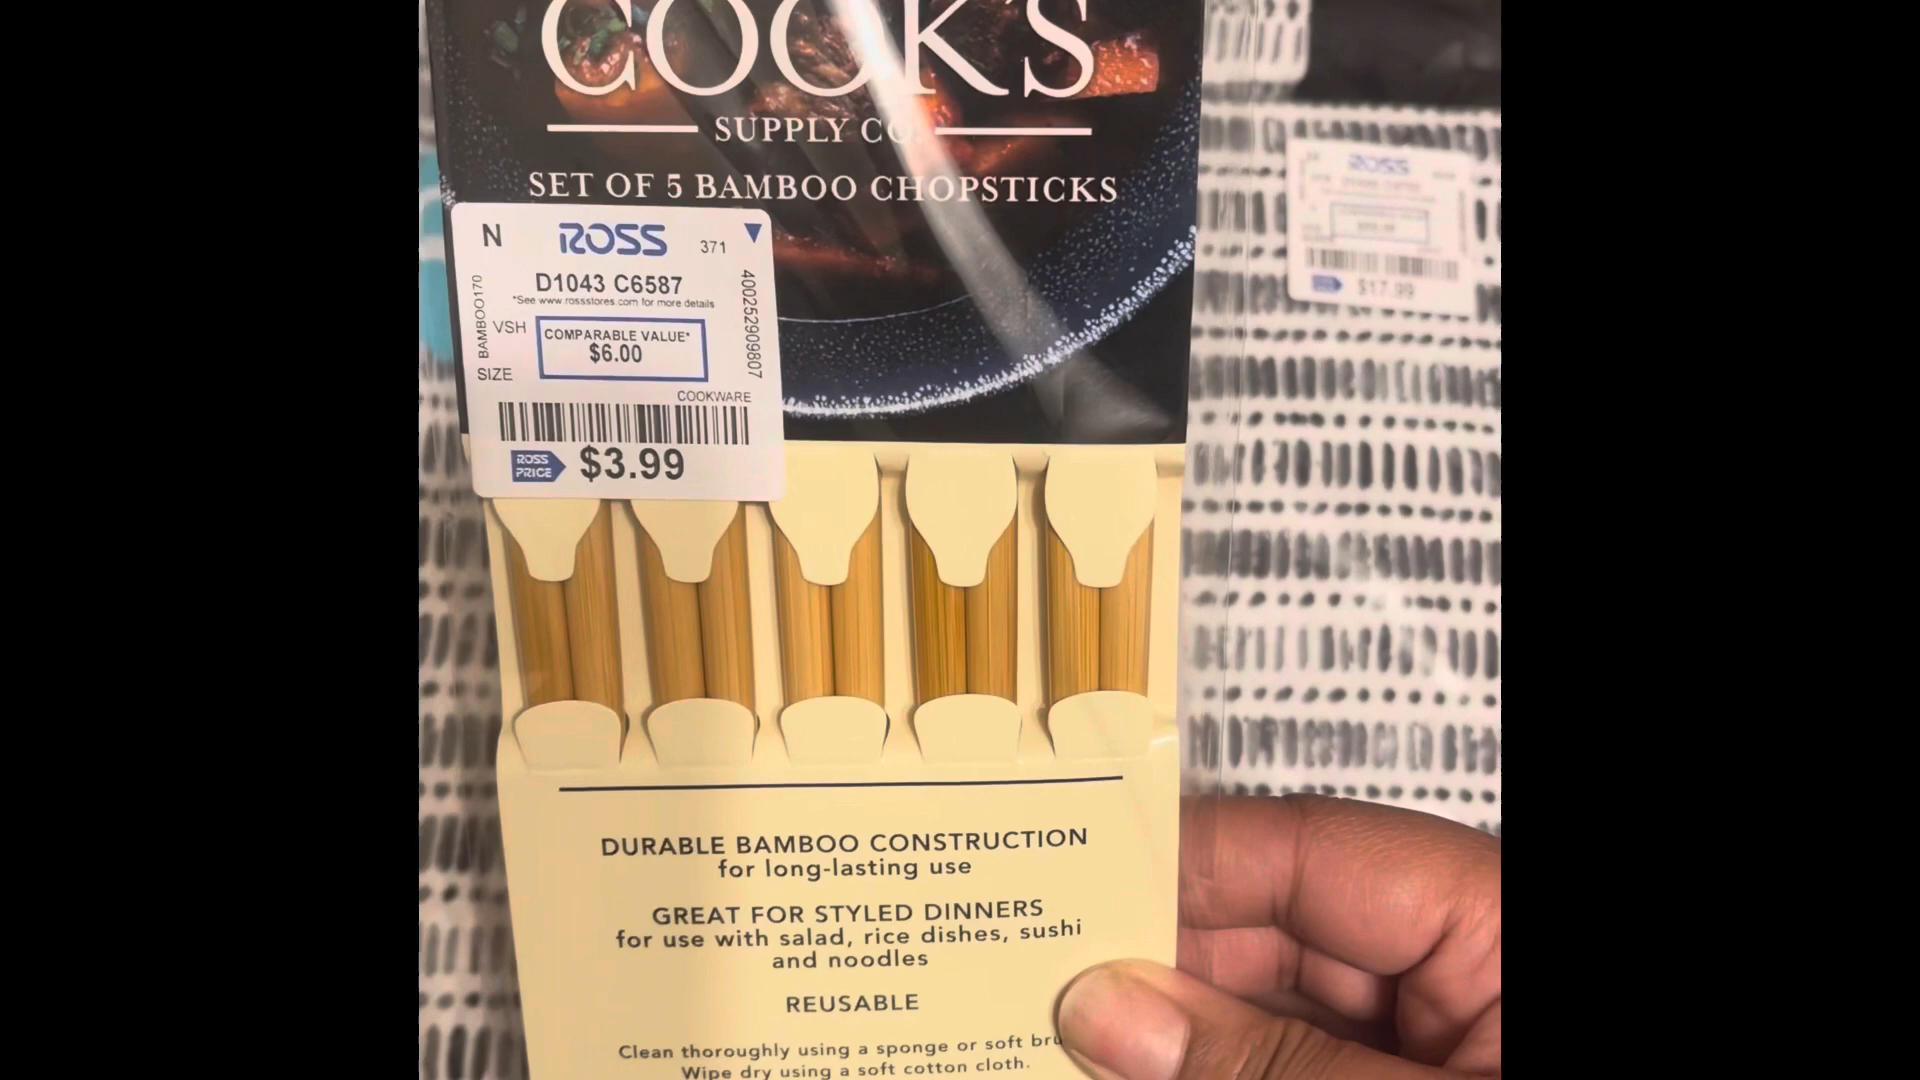 COOK'S
SUPPLY CO.
SET OF 5 BAMBOO CHOPSTICKS
N
ROSS
371
D1043 C6587
*See www.rossstores.com for more details
BAMBOO170
VSH
COMPARABLE VALUE*
$6.00
400252909807
SIZE
COOKWARE
ROSS
PRICE
$3.99
ROSS
$17.99
DURABLE BAMBOO CONSTRUCTION
for long-lasting use
GREAT FOR STYLED DINNERS
for use with salad, rice dishes, sushi
and noodles
REUSABLE
Clean thoroughly using a sponge or soft bru
Wipe dry using a soft cotton cloth.